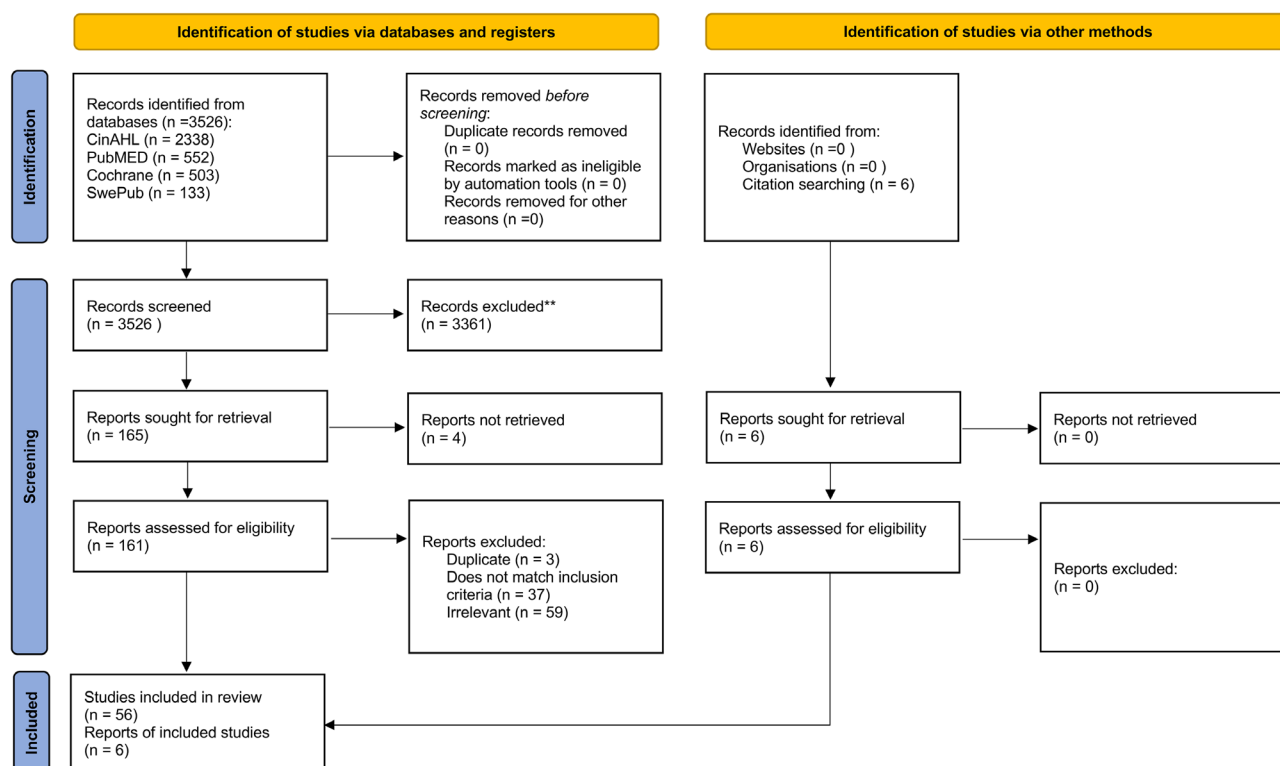 Identification of studies via databases and registers
Identification of studies via other methods
Identification
Records identified from
databases (n =3526):
CinAHL (n = 2338)
PubMED (n = 552)
Cochrane (n = 503)
SwePub (n = 133)
Records removed before
screening:
Duplicate records removed
(n = 0)
Records marked as ineligible
by automation tools (n = 0)
Records removed for other
reasons (n =0)
Records identified from:
Websites (n =0 )
Organisations (n =0 )
Citation searching (n = 6)
Screening
Records screened
(n = 3526 )
Records excluded**
(n = 3361)
Reports sought for retrieval
(n = 165)
Reports not retrieved
(n = 4)
Reports sought for retrieval
(n = 6)
Reports not retrieved
(n = 0)
Reports assessed for eligibility
(n = 161)
Reports excluded:
Duplicate (n = 3)
Does not match inclusion
criteria (n = 37)
Irrelevant (n = 59)
Reports assessed for eligibility
(n = 6)
Reports excluded:
(n = 0)
Included
Studies included in review
(n = 56)
Reports of included studies
(n = 6)